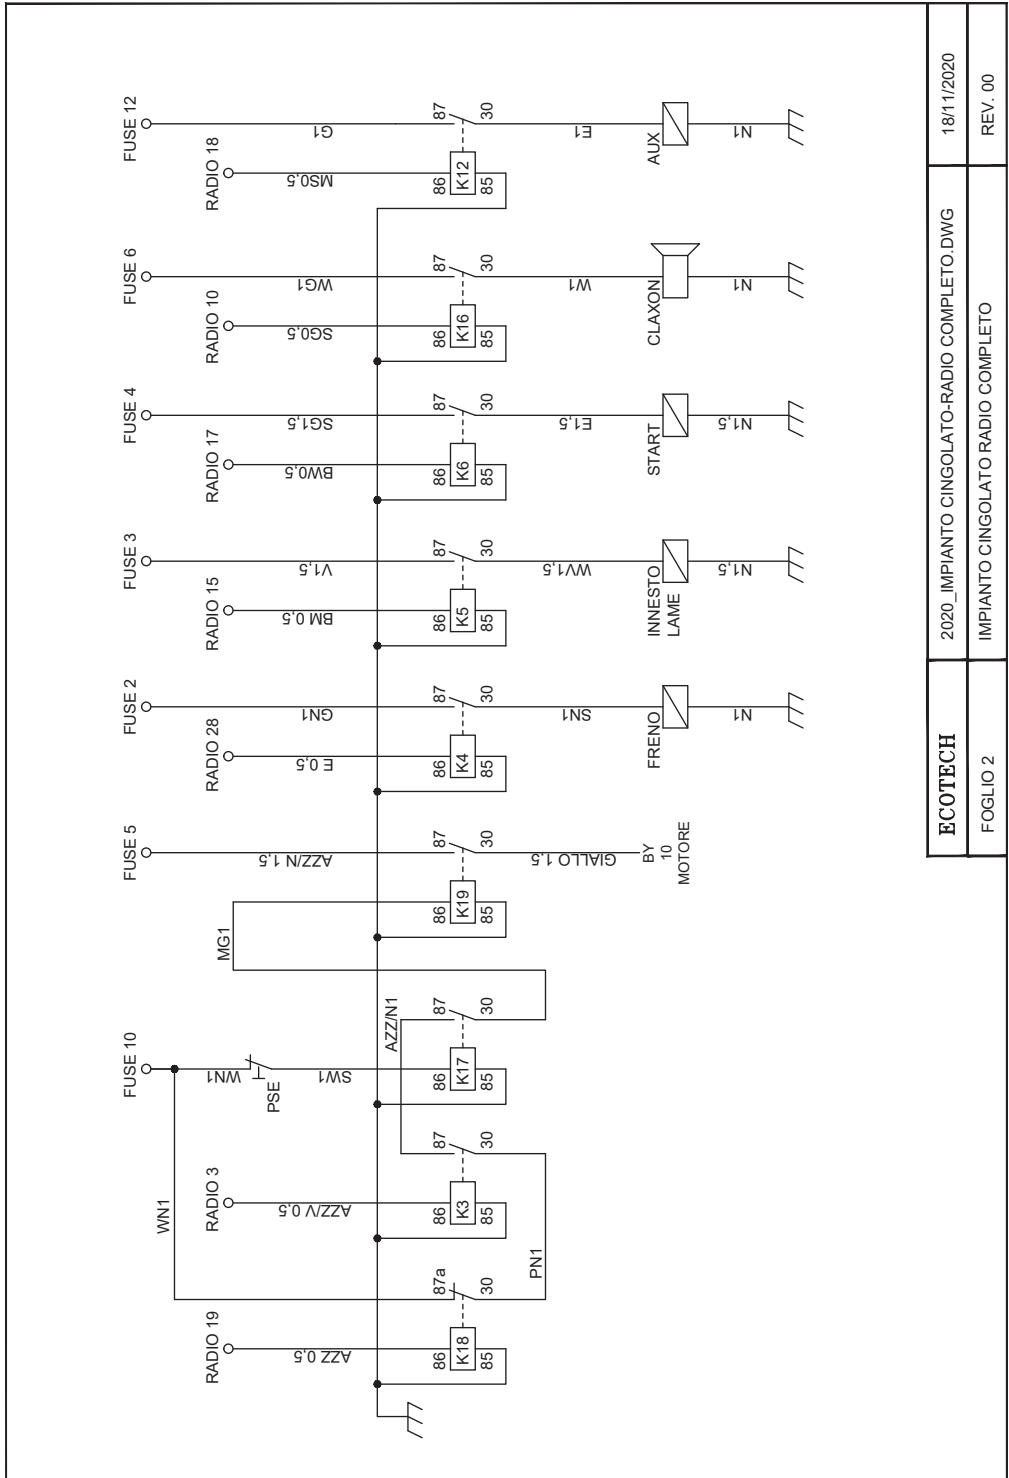 RADIO 19
AZZ 0,5
86
K18
85
87a
30
WN1
PN1
RADIO 3
AZZ/V 0,5
86
K3
85
87
30
FUSE 10
WN1
PSE
SW1
86
K17
85
87
30
AZZ/N1
MG1
FUSE 5
AZZ/N 1,5
86
K19
85
87
30
GIALLO 1,5
BY
10
MOTORE
FUSE 2
RADIO 28
GN1
E 0,5
86
K4
85
87
30
SN1
FRENO
N1
FUSE 3
RADIO 15
V1,5
BM 0,5
86
K5
85
87
30
WV1,5
INNESTO
LAME
N1,5
FUSE 4
RADIO 17
SG1,5
BW0,5
86
K6
85
87
30
E1,5
START
N1,5
FUSE 6
RADIO 10
WG1
SG0,5
86
K16
85
87
30
W1
CLAXON
N1
FUSE 12
RADIO 18
G1
MS0,5
86
K12
85
87
30
E1
AUX
N1
ECOTECH
2020_IMPIANTO CINGOLATO-RADIO COMPLETO.DWG
18/11/2020
FOGLIO 2
IMPIANTO CINGOLATO RADIO COMPLETO
REV. 00